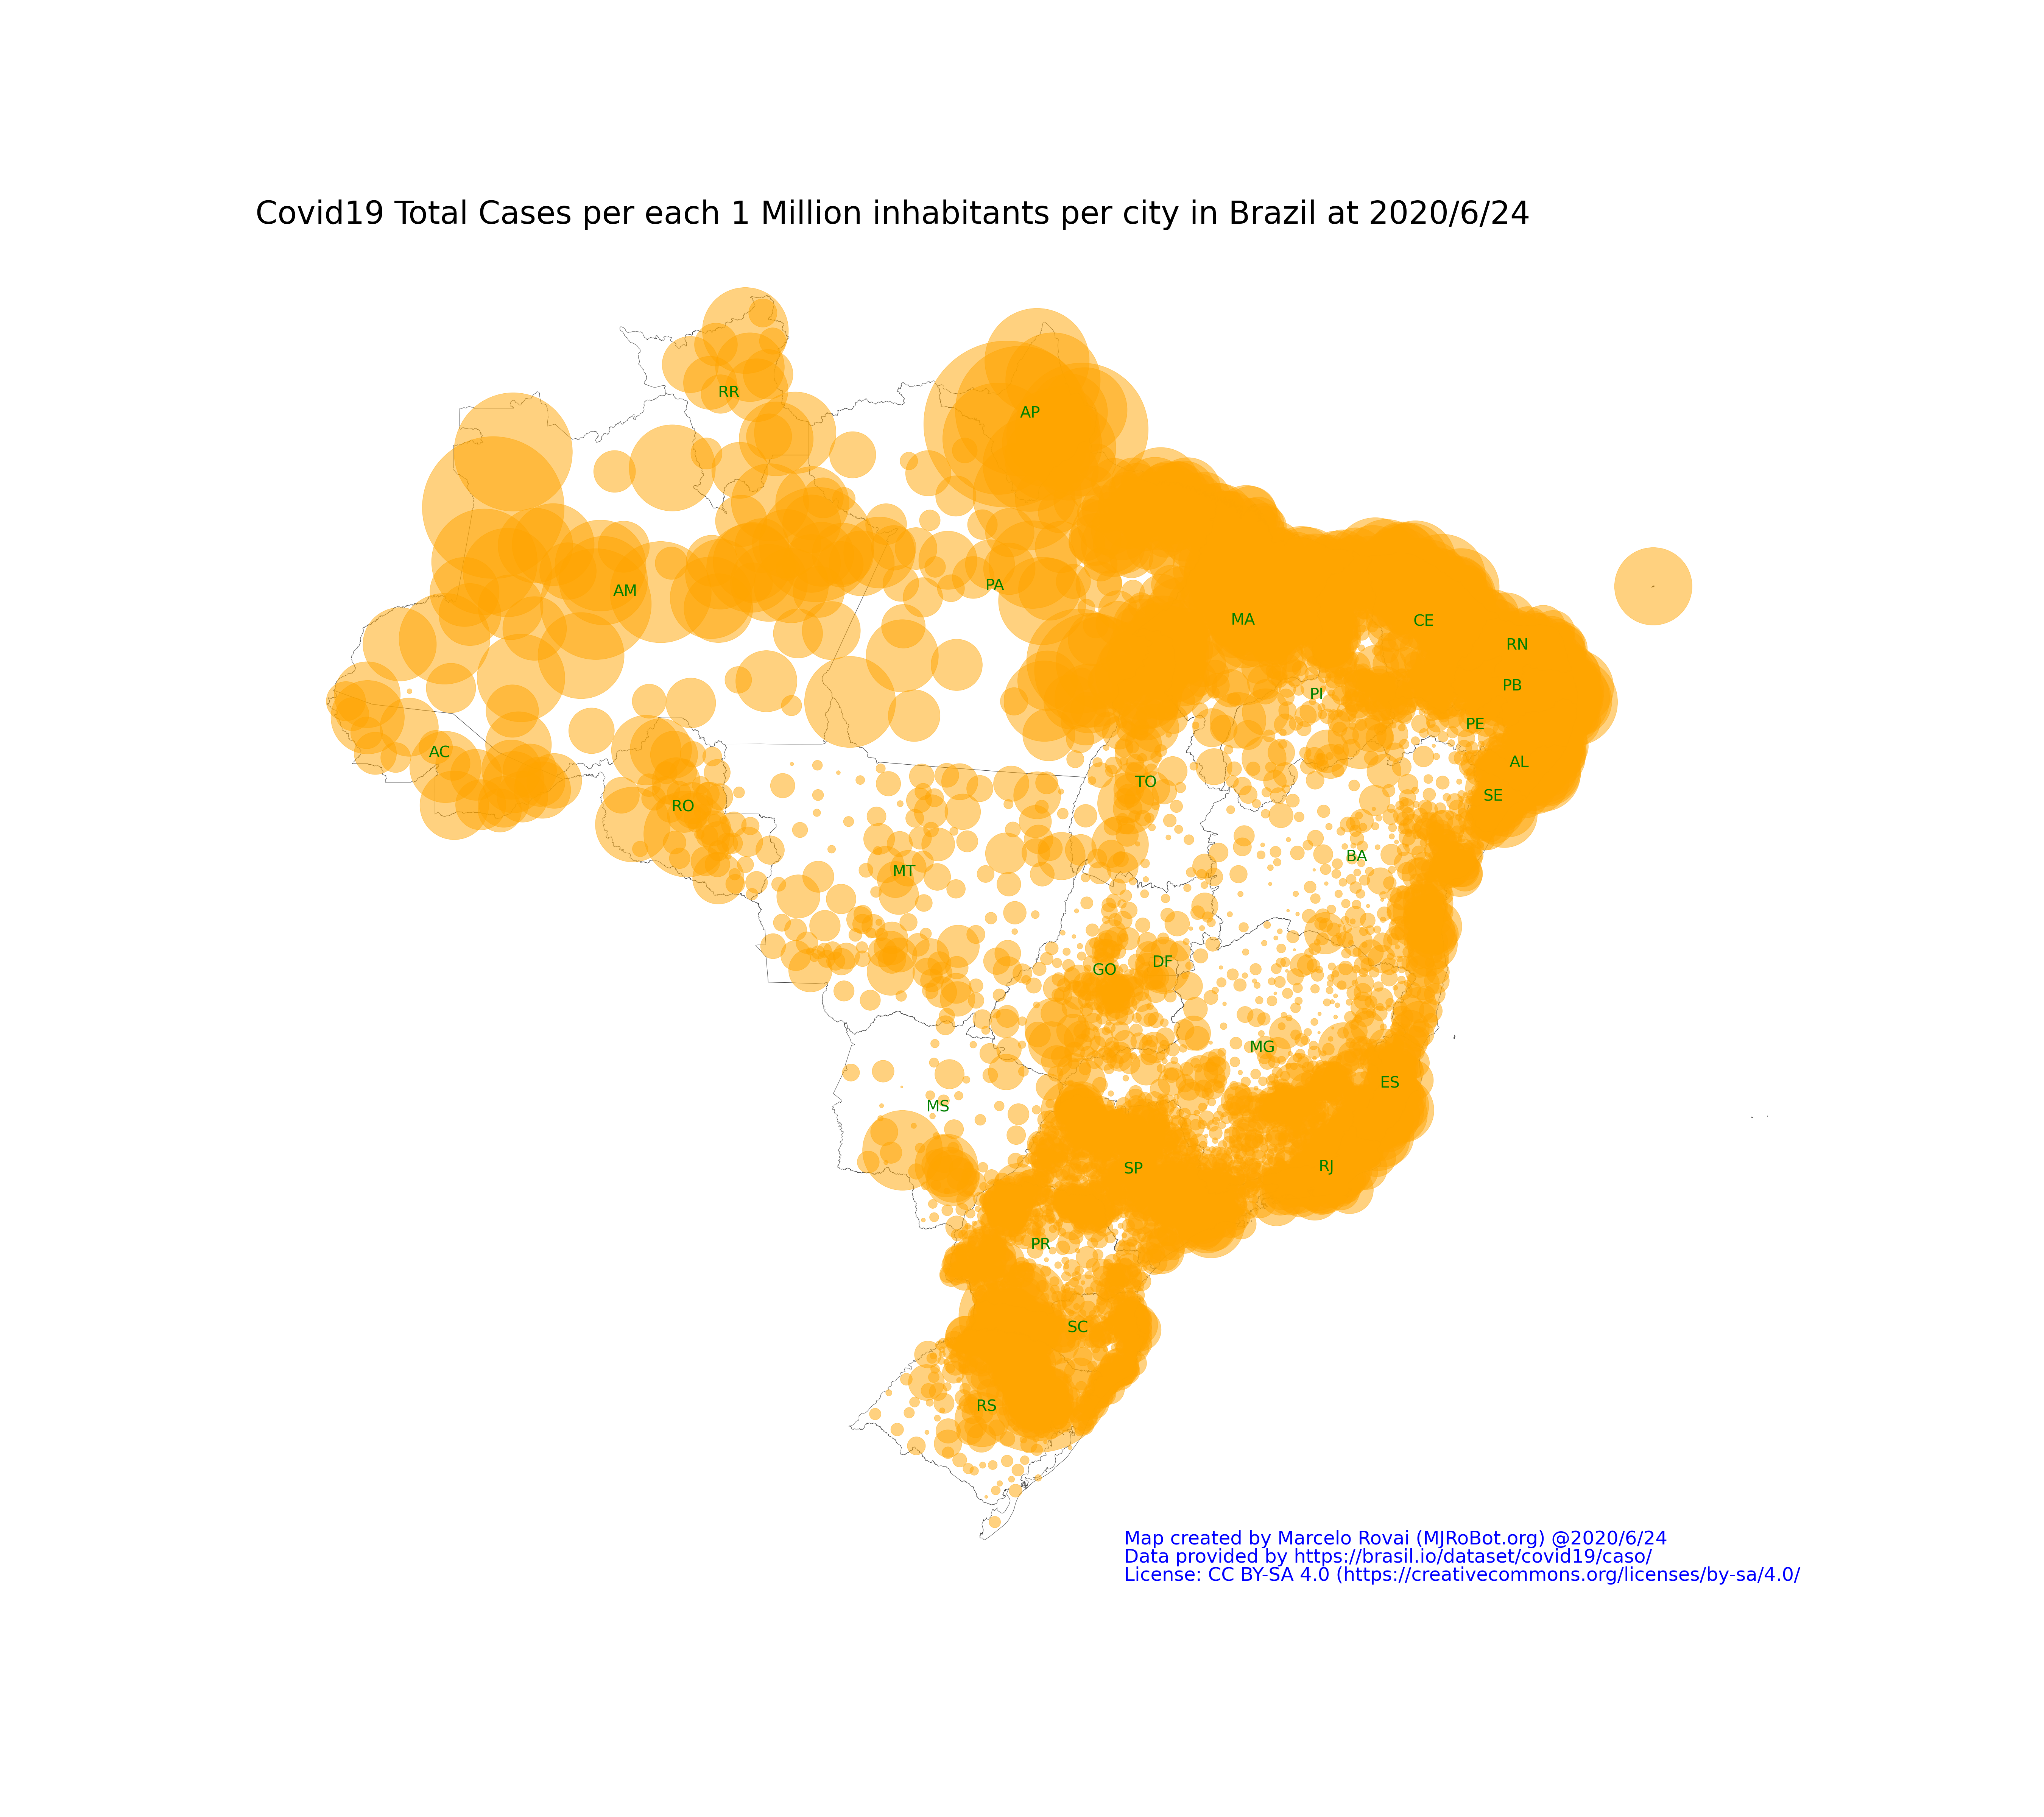 Covid19 Total Cases per each 1 Million inhabitants per city in Brazil at 2020/6/24
RR
AP
AM
PA
MA
CE
RN
PB
PI
PE
AC
AL
TO
SE
RO
BA
MT
DF
GO
MG
ES
MS
RJ
SP
PR
SC
RS
Map created by Marcelo Rovai (MJRoBot.org) @2020/6/24
Data provided by https://brasil.io/dataset/covid19/caso/
License: CC BY-SA 4.0 (https://creativecommons.org/licenses/by-sa/4.0/